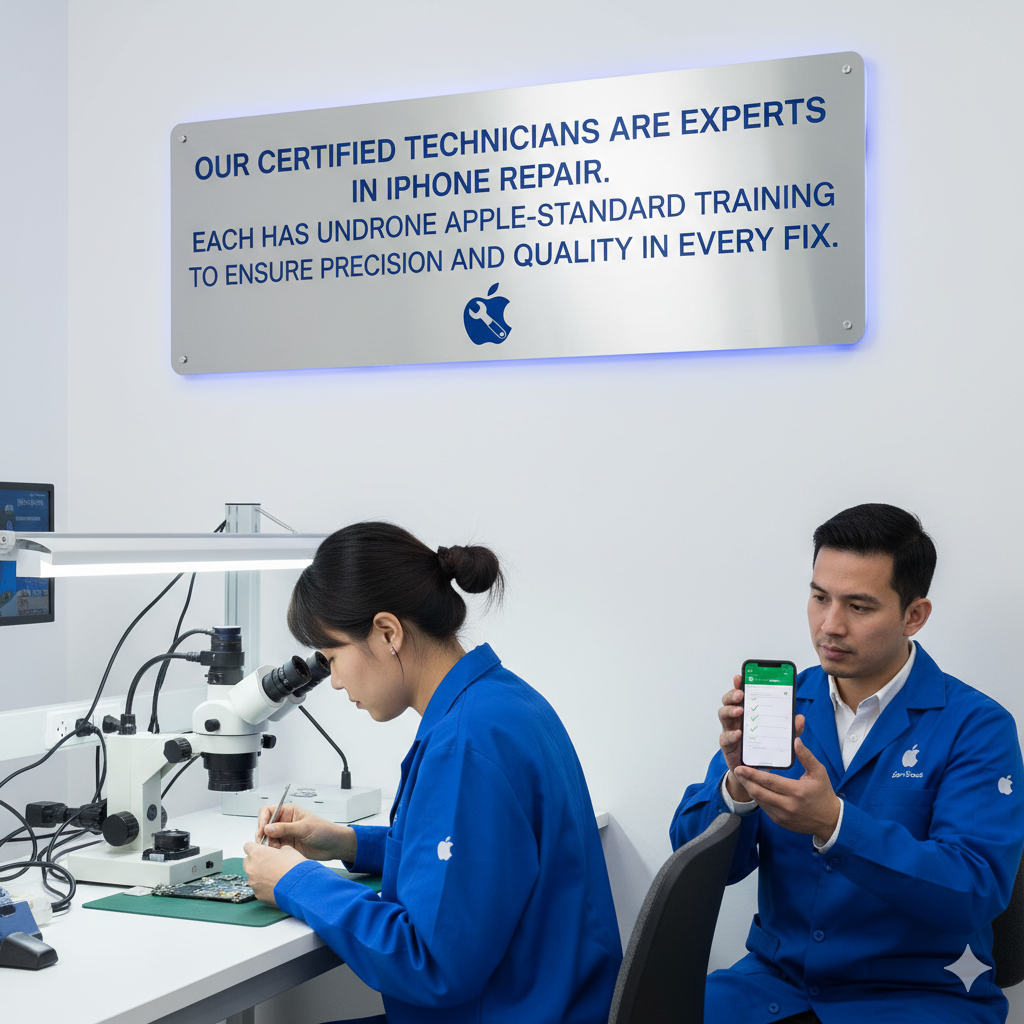 OUR CERTIFIED TECHNICIANS ARE EXPERTS
IN IPHONE REPAIR.
EACH HAS UNDRONE APPLE-STANDARD TRAINING
TO ENSURE PRECISION AND QUALITY IN EVERY FIX.